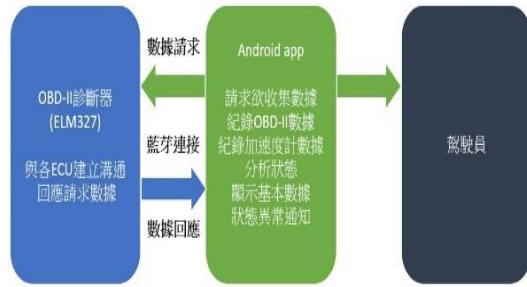 OBD-II診斷器
(ELM327)
與各ECU建立溝通
回應請求數據
數據請求
藍芽連接
數據回應
Android app
請求欲收集數據
紀錄OBD-II數據
紀錄加速度計數據
分析狀態
顯示基本數據
狀態異常通知
駕駛員